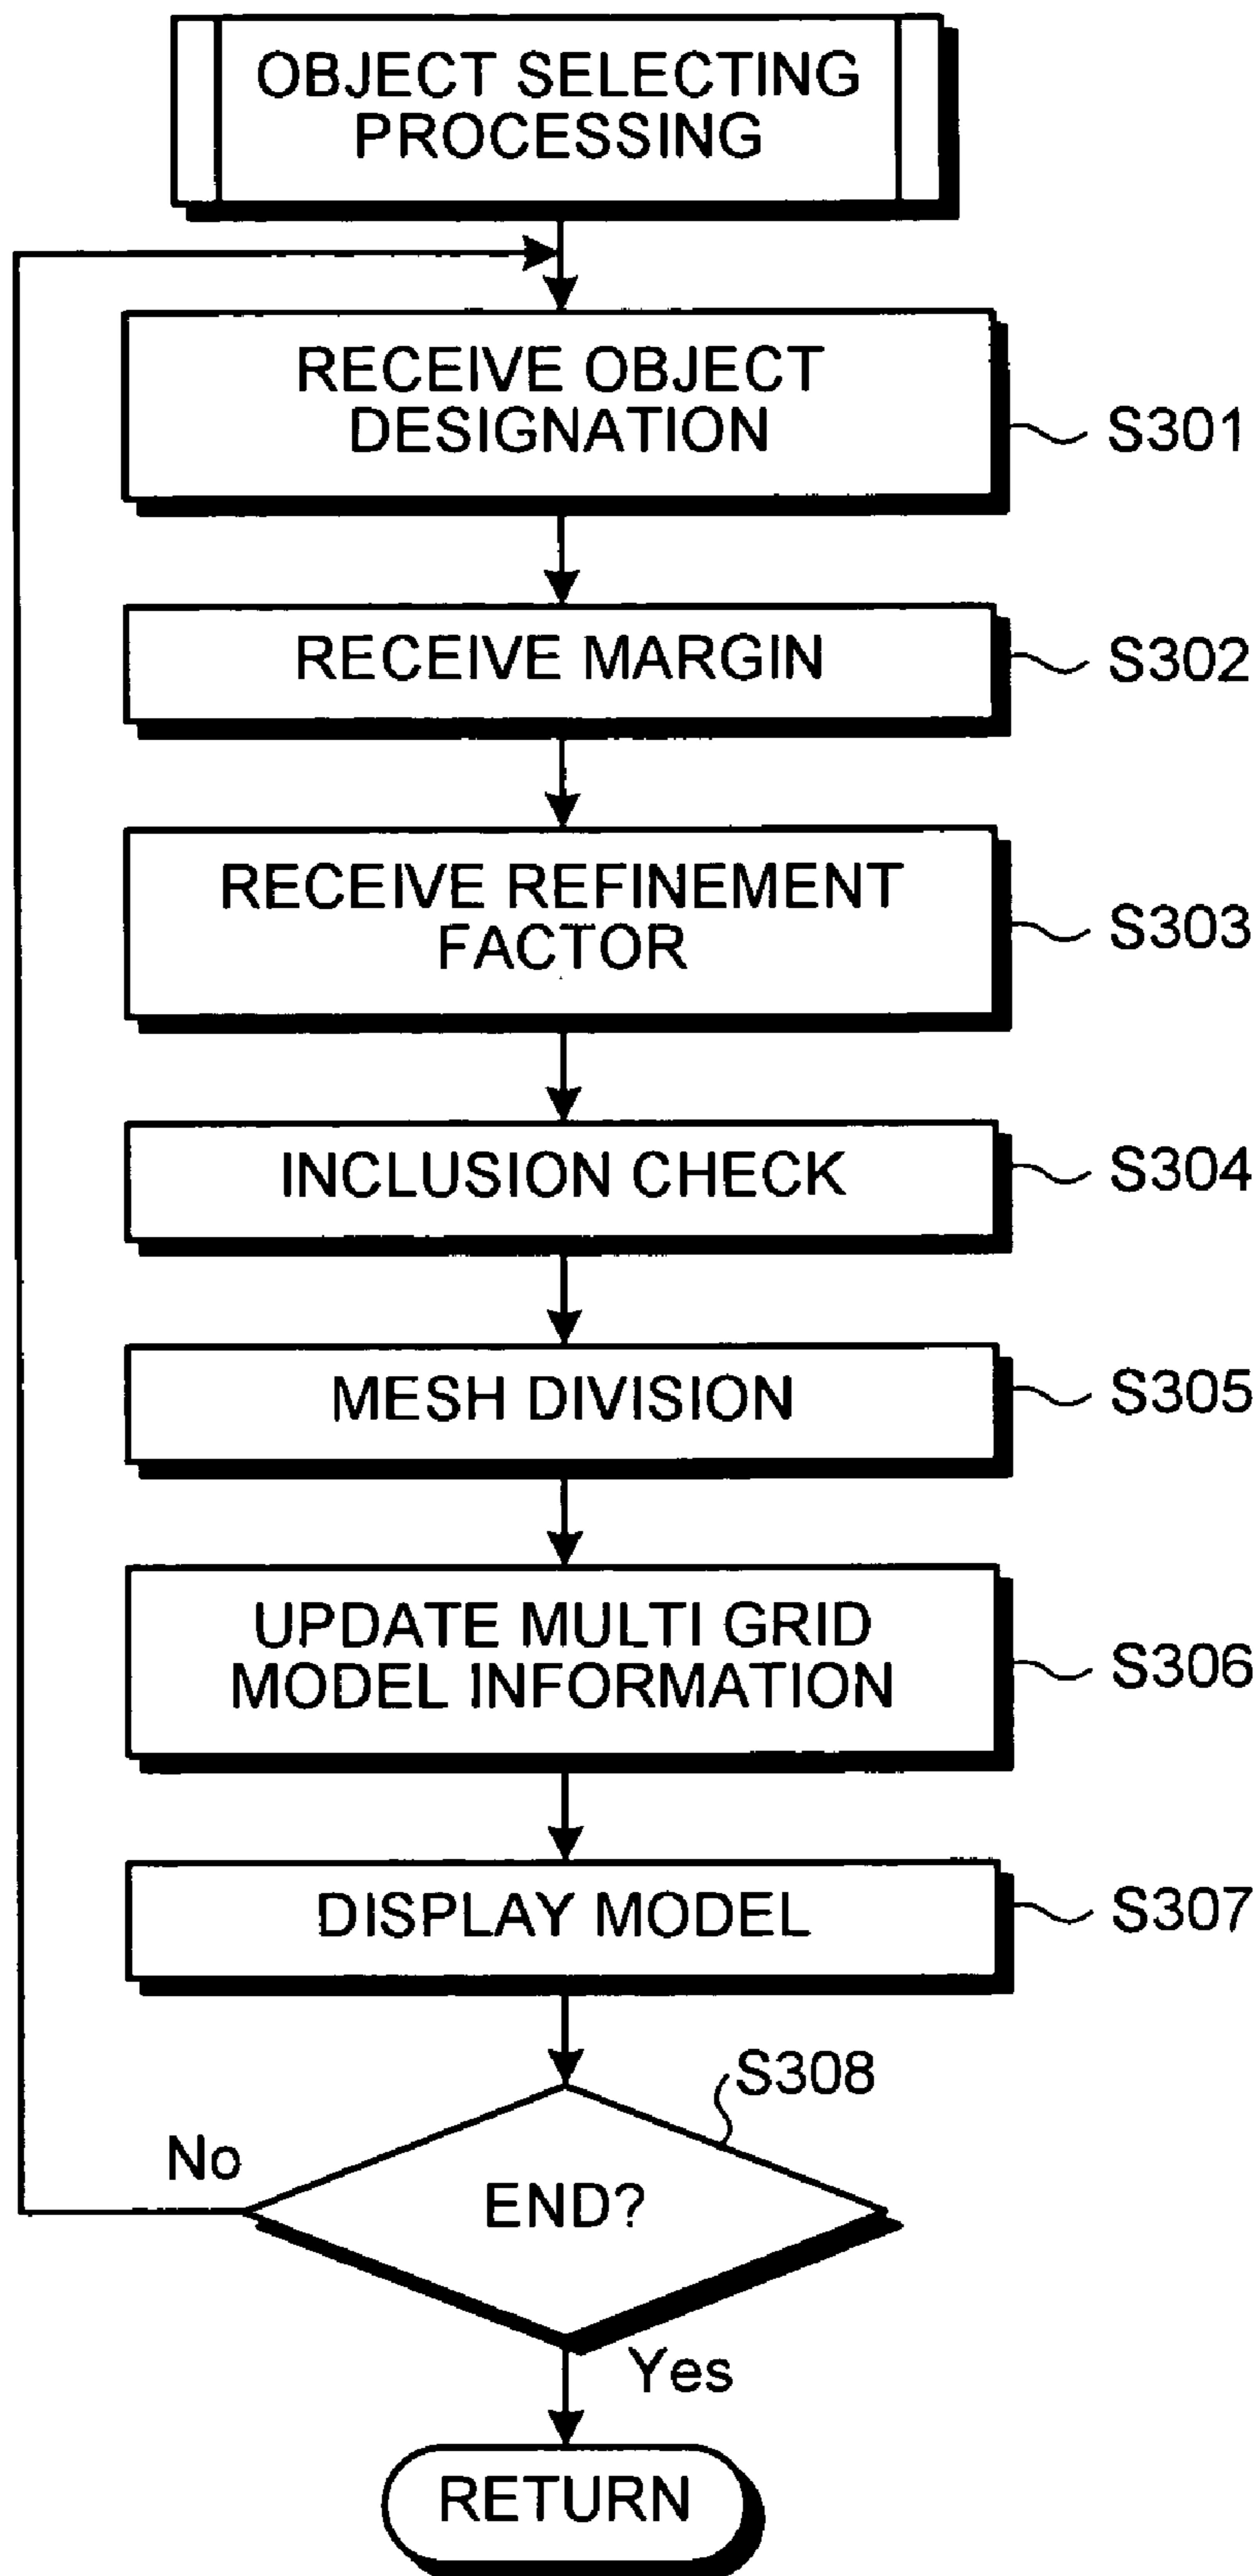 OBJECT SELECTING
PROCESSING
RECEIVE OBJECT
DESIGNATION
S301
RECEIVE MARGIN
S302
RECEIVE REFINEMENT
FACTOR
S303
INCLUSION CHECK
S304
MESH DIVISION
S305
UPDATE MULTI GRID
MODEL INFORMATION
S306
DISPLAY MODEL
S307
S308
No
END?
Yes
RETURN